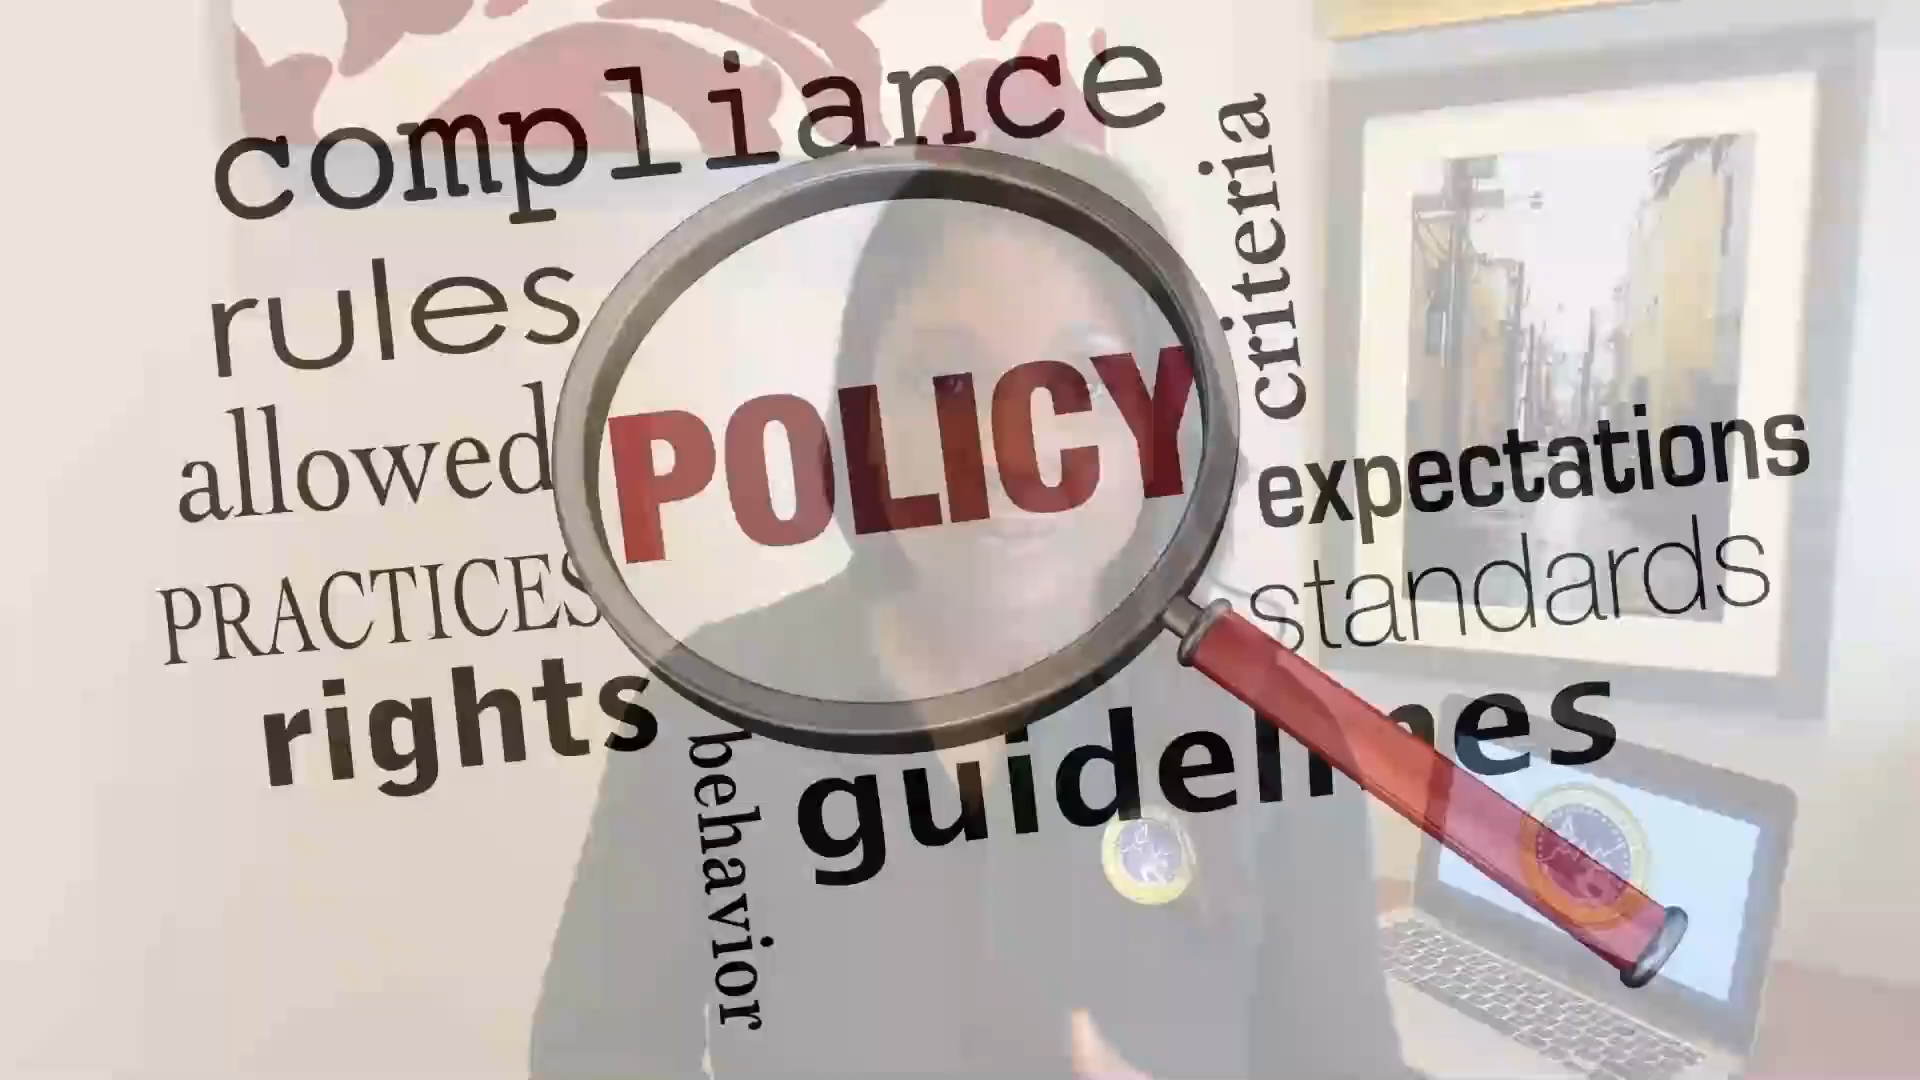 compliance
criteria
rules
allowed
POLICY
expectations
PRACTICES
standards
rights
behavior
guidelines